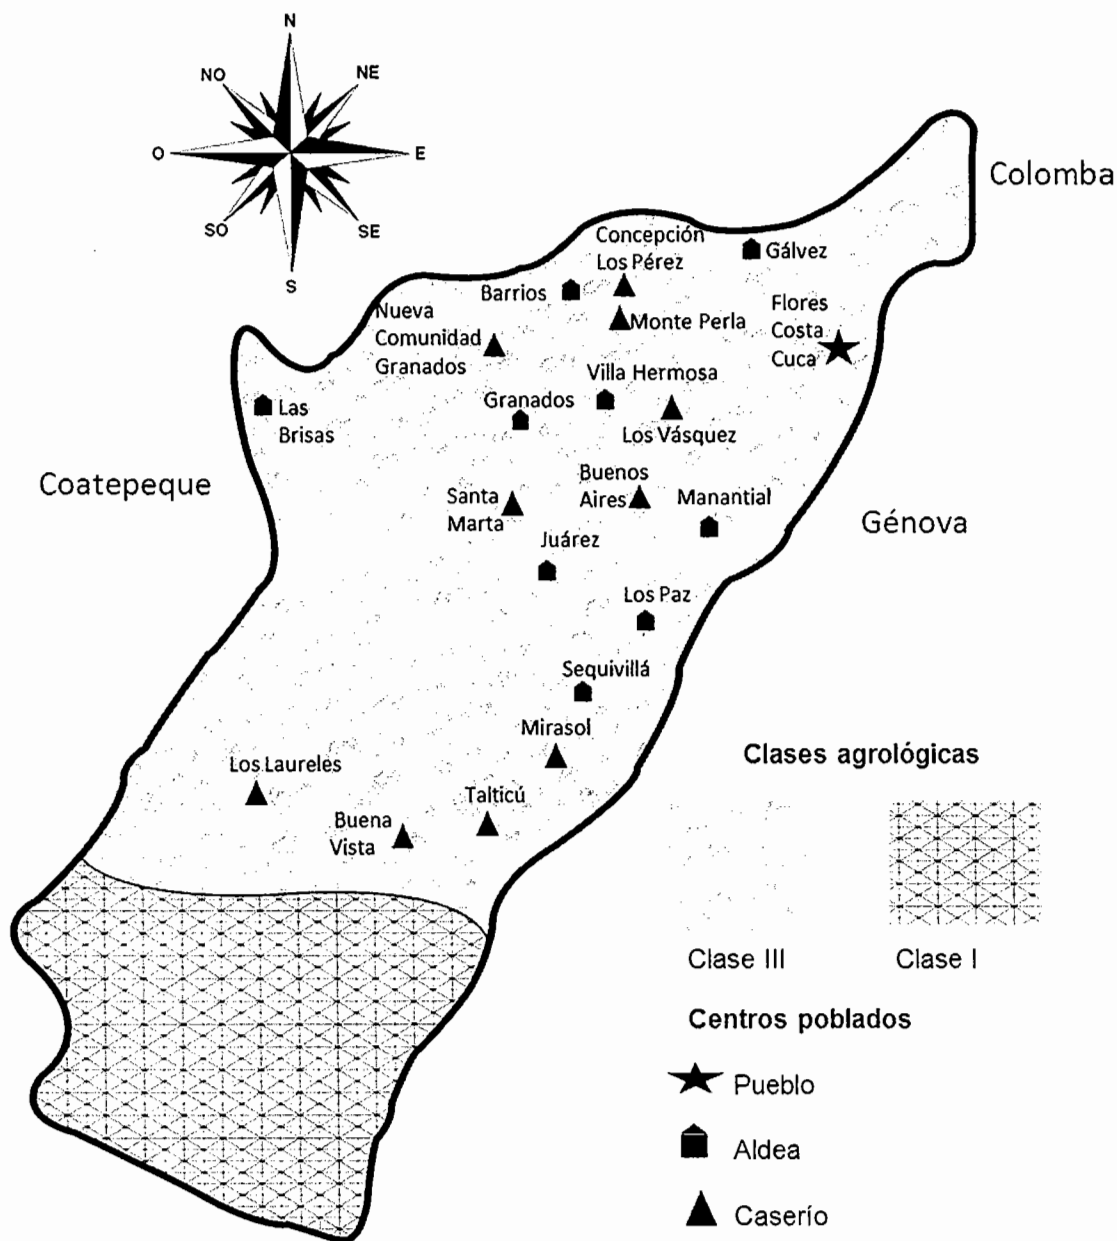 N
NO
NE
O
E
SO
SE
S
Colomba
Concepción
Los Pérez
Gálvez
Barrios
Flores
Costa
Cuca
Nueva
Comunidad
Granados
Monte Perla
Villa Hermosa
Granados
Las
Brisas
Los Vásquez
Coatepeque
Buenos
Aires
Santa
Marta
Manantial
Génova
Juárez
Los Paz
Sequivillá
Mirasol
Clases agrológicas
Los Laureles
Talticú
Buena
Vista
Clase III
Clase I
Centros poblados
Pueblo
Aldea
Caserío